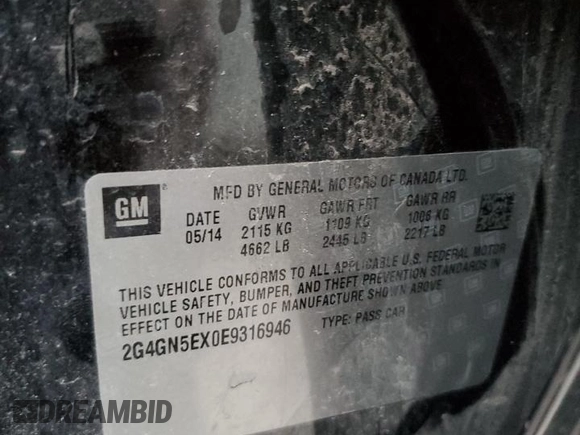 GM
MFD BY GENERAL MOTORS OF CANADA LTD.
DATE GVWR GAWR FRT GAWR RR
05/14 2115 KG 1109 KG 1006 KG
4662 LB 2445 LB 2217 LB
THIS VEHICLE CONFORMS TO ALL APPLICABLE U.S. FEDERAL MOTOR
VEHICLE SAFETY, BUMPER, AND THEFT PREVENTION STANDARDS IN
EFFECT ON THE DATE OF MANUFACTURE SHOWN ABOVE.
2G4GN5EX0E9316946 TYPE: PASS CAR
DREAMBID